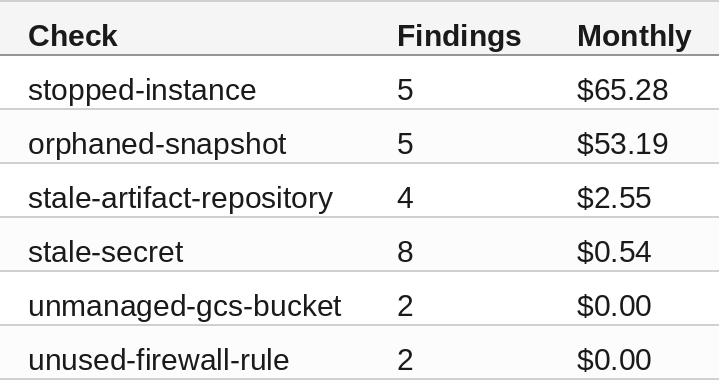 Check Findings Monthly
stopped-instance 5 $65.28
orphaned-snapshot 5 $53.19
stale-artifact-repository 4 $2.55
stale-secret 8 $0.54
unmanaged-gcs-bucket 2 $0.00
unused-firewall-rule 2 $0.00